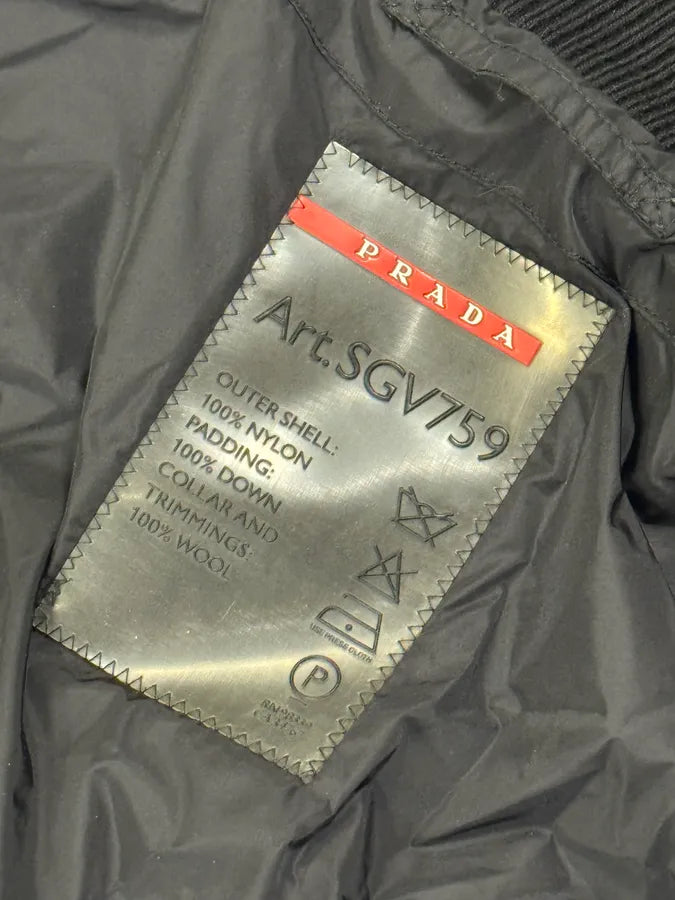 PRADA
Art.SGV759
OUTER SHELL:
100% NYLON
PADDING:
100% DOWN
COLLAR AND
TRIMMINGS:
100% WOOL
USE PRESS CLOTH
P